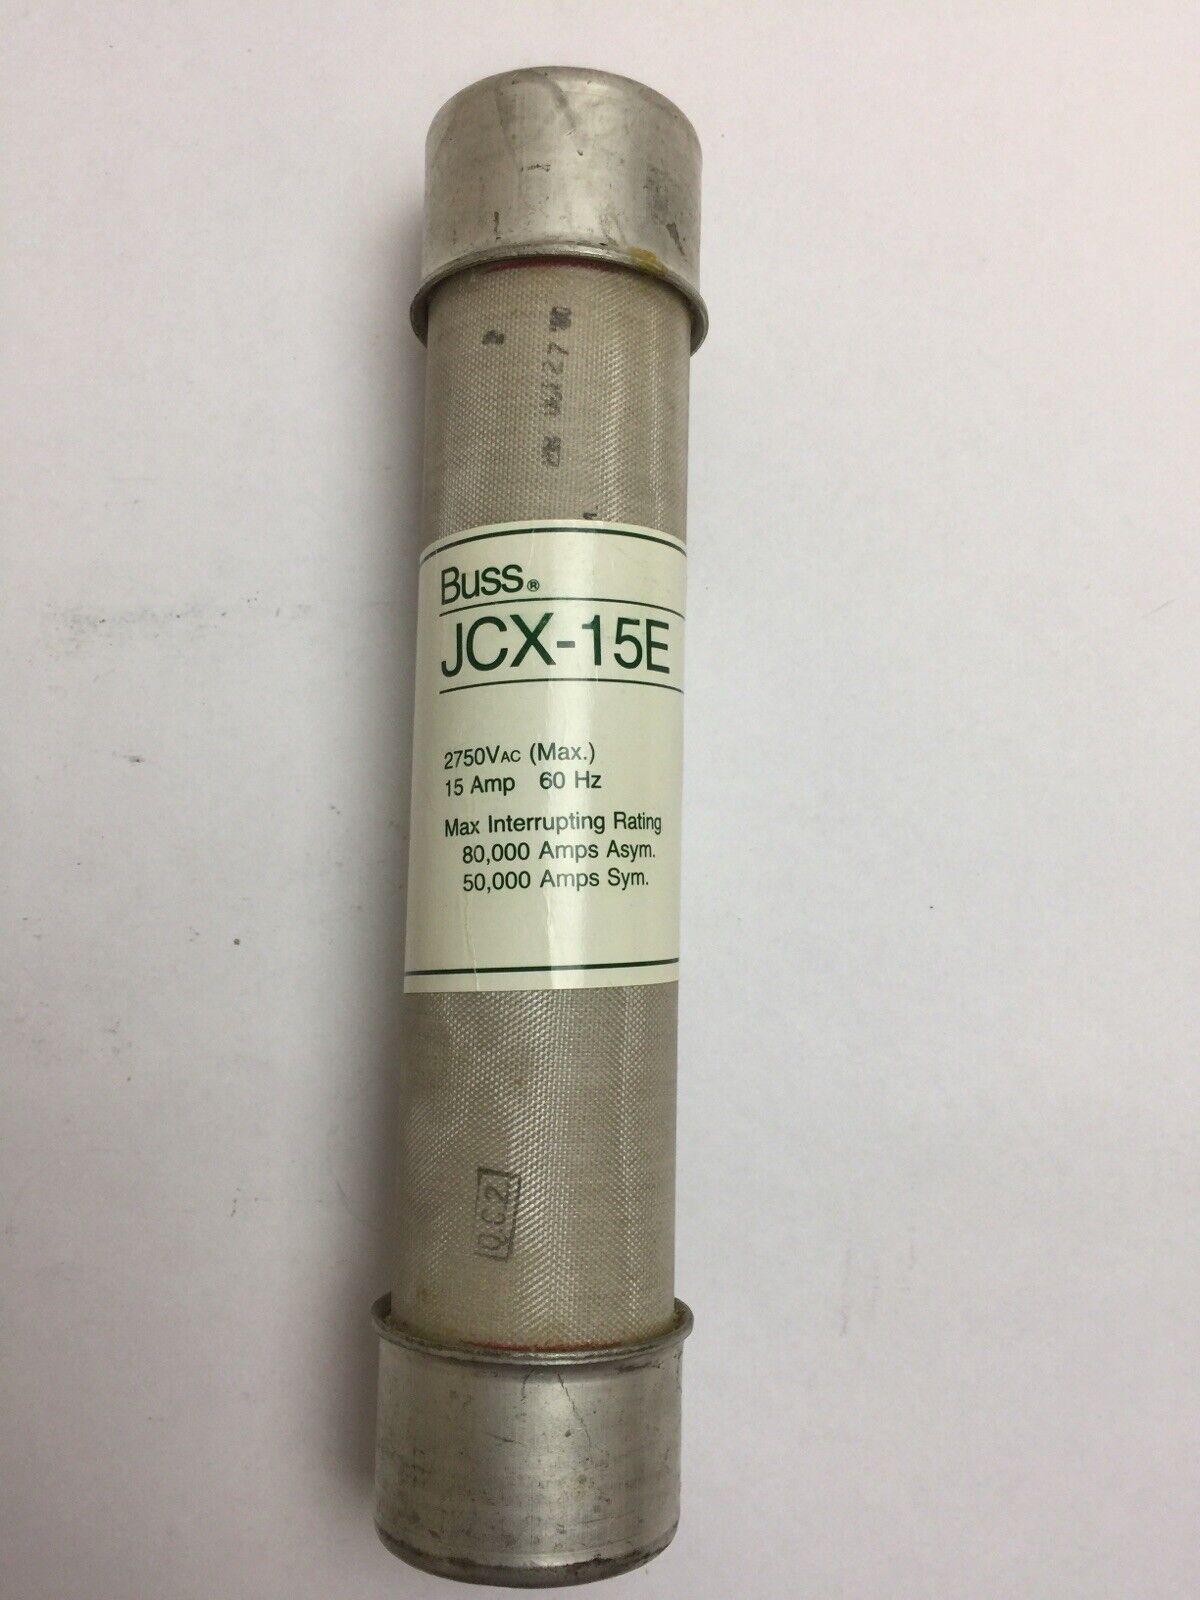 Buss®
JCX-15E
2750VAC (Max.)
15 Amp 60 Hz
Max Interrupting Rating
80,000 Amps Asym.
50,000 Amps Sym.
Q.C.2